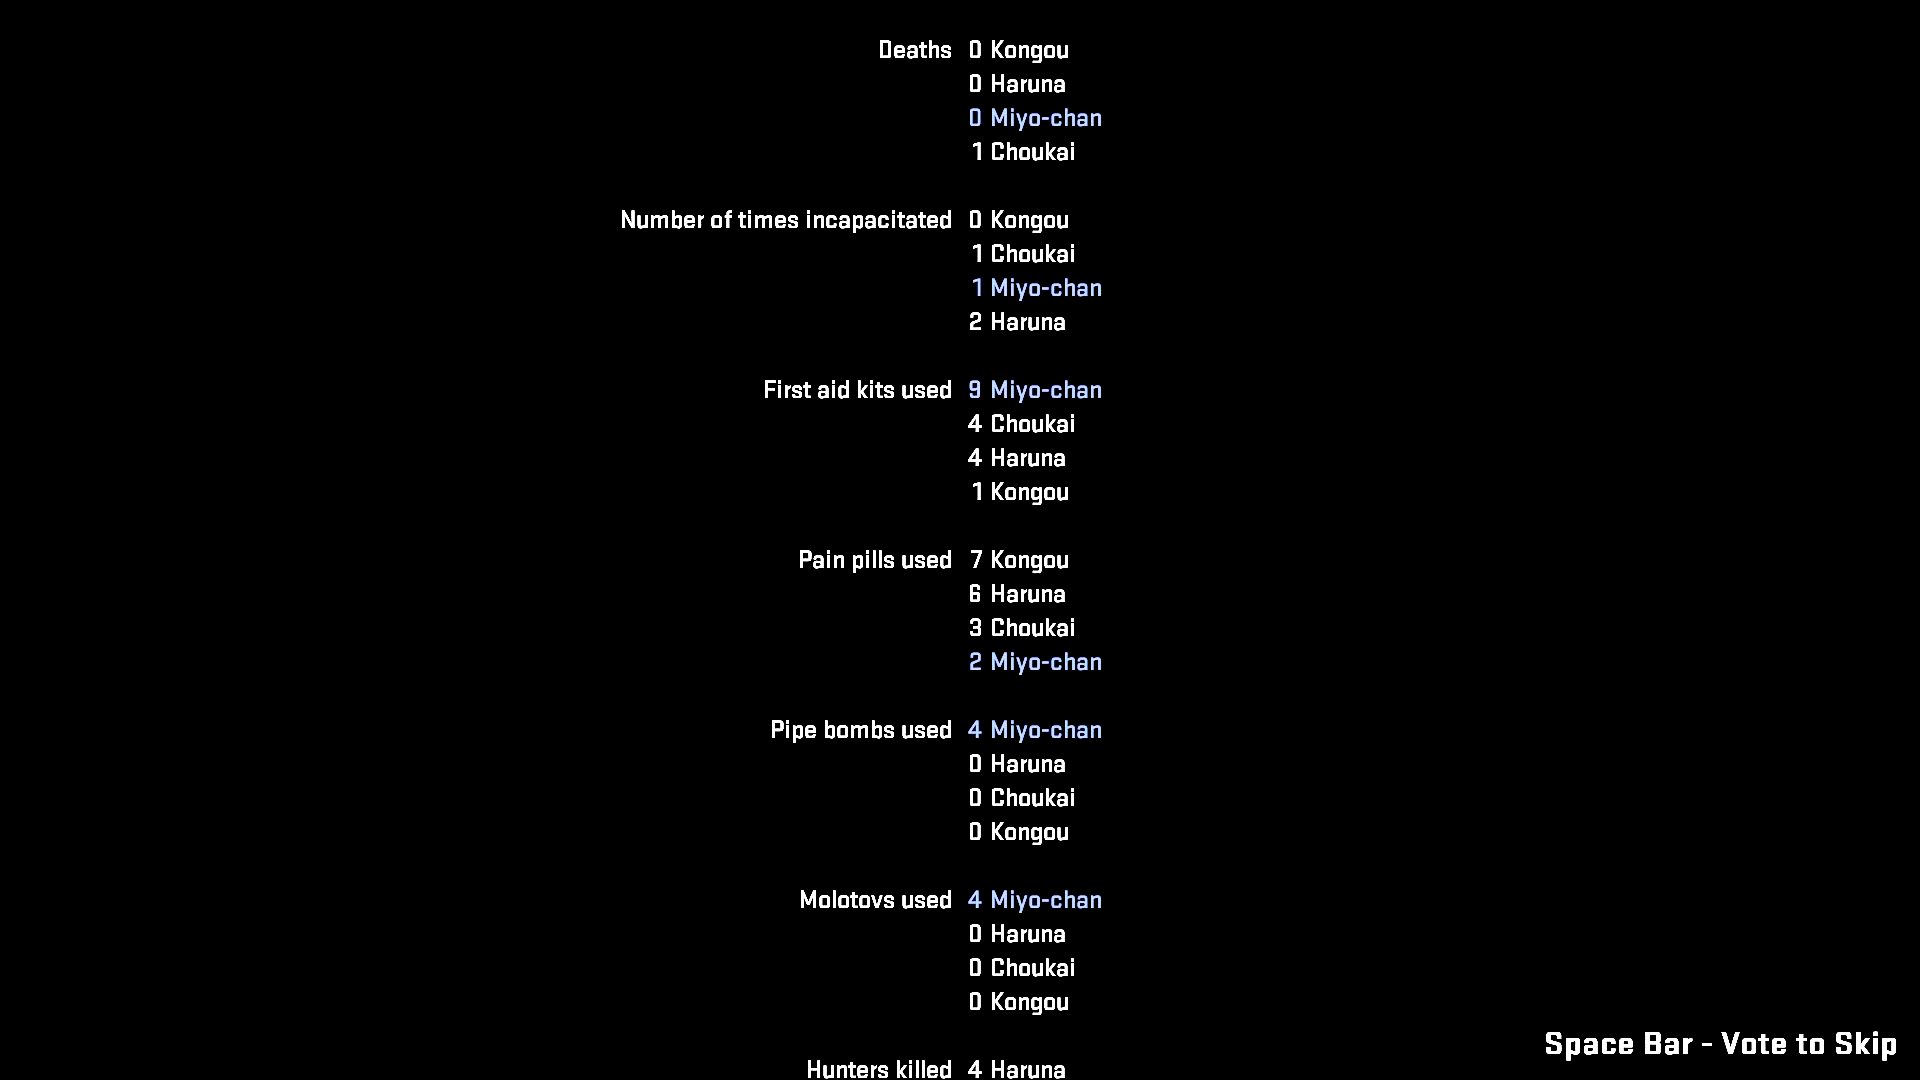 Deaths 0 Kongou
0 Haruna
0 Miyo-chan
1 Choukai
Number of times incapacitated 0 Kongou
1 Choukai
1 Miyo-chan
2 Haruna
First aid kits used 9 Miyo-chan
4 Choukai
4 Haruna
1 Kongou
Pain pills used 7 Kongou
6 Haruna
3 Choukai
2 Miyo-chan
Pipe bombs used 4 Miyo-chan
0 Haruna
0 Choukai
0 Kongou
Molotovs used 4 Miyo-chan
0 Haruna
0 Choukai
0 Kongou
Space Bar - Vote to Skip
Hunters killed 4 Haruna